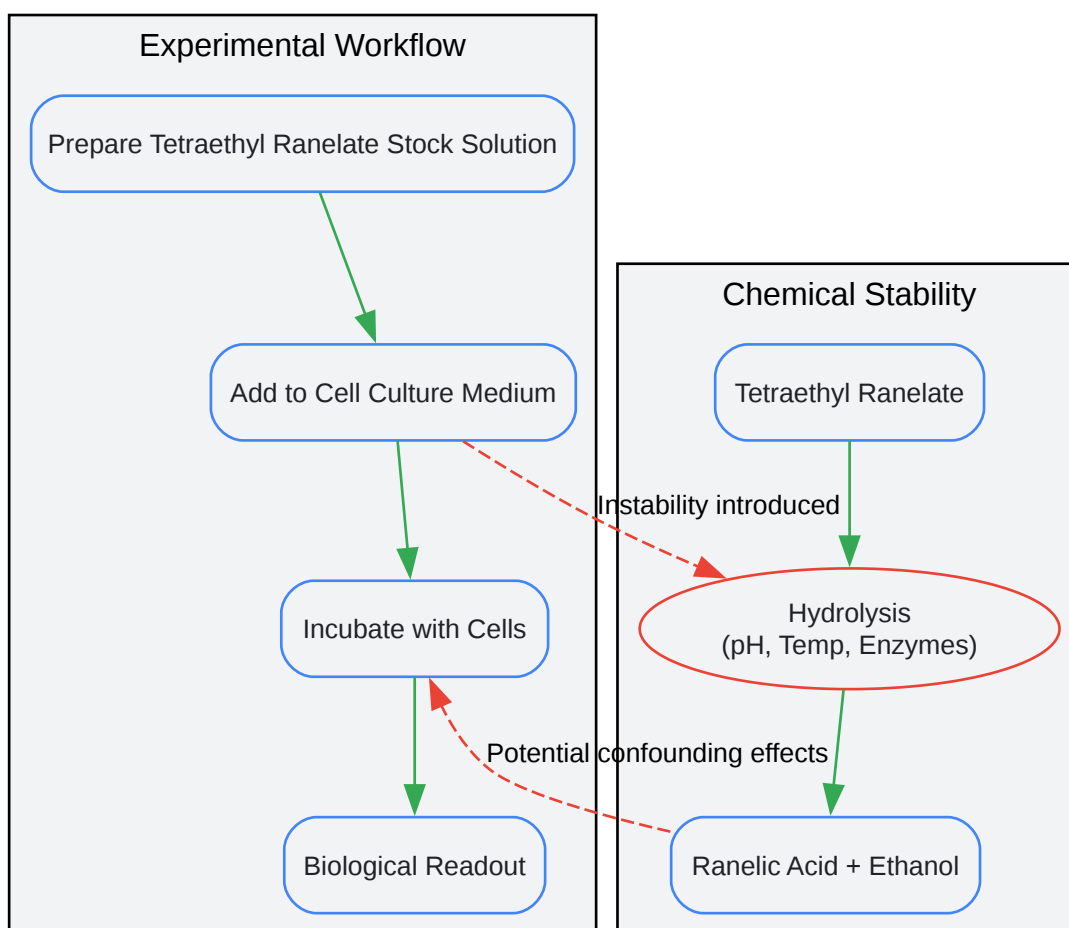 Experimental Workflow
Prepare Tetraethyl Ranelate Stock Solution
Add to Cell Culture Medium
Incubate with Cells
Biological Readout
Chemical Stability
Tetraethyl Ranelate
Instability introduced
Hydrolysis
(pH, Temp, Enzymes)
Potential confounding effects
Ranelic Acid + Ethanol